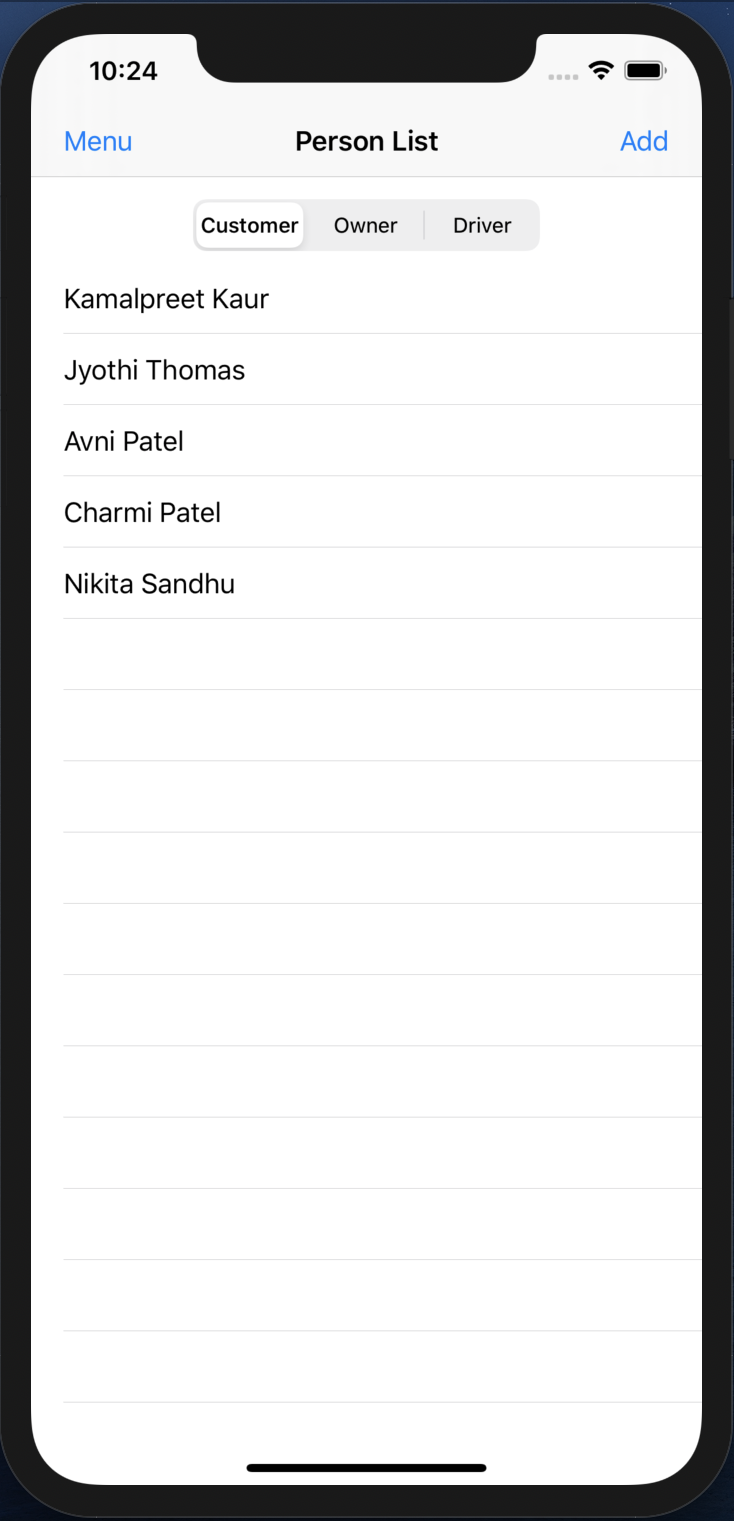 10:24
Menu Person List Add
Customer Owner Driver
Kamalpreet Kaur
Jyothi Thomas
Avni Patel
Charmi Patel
Nikita Sandhu